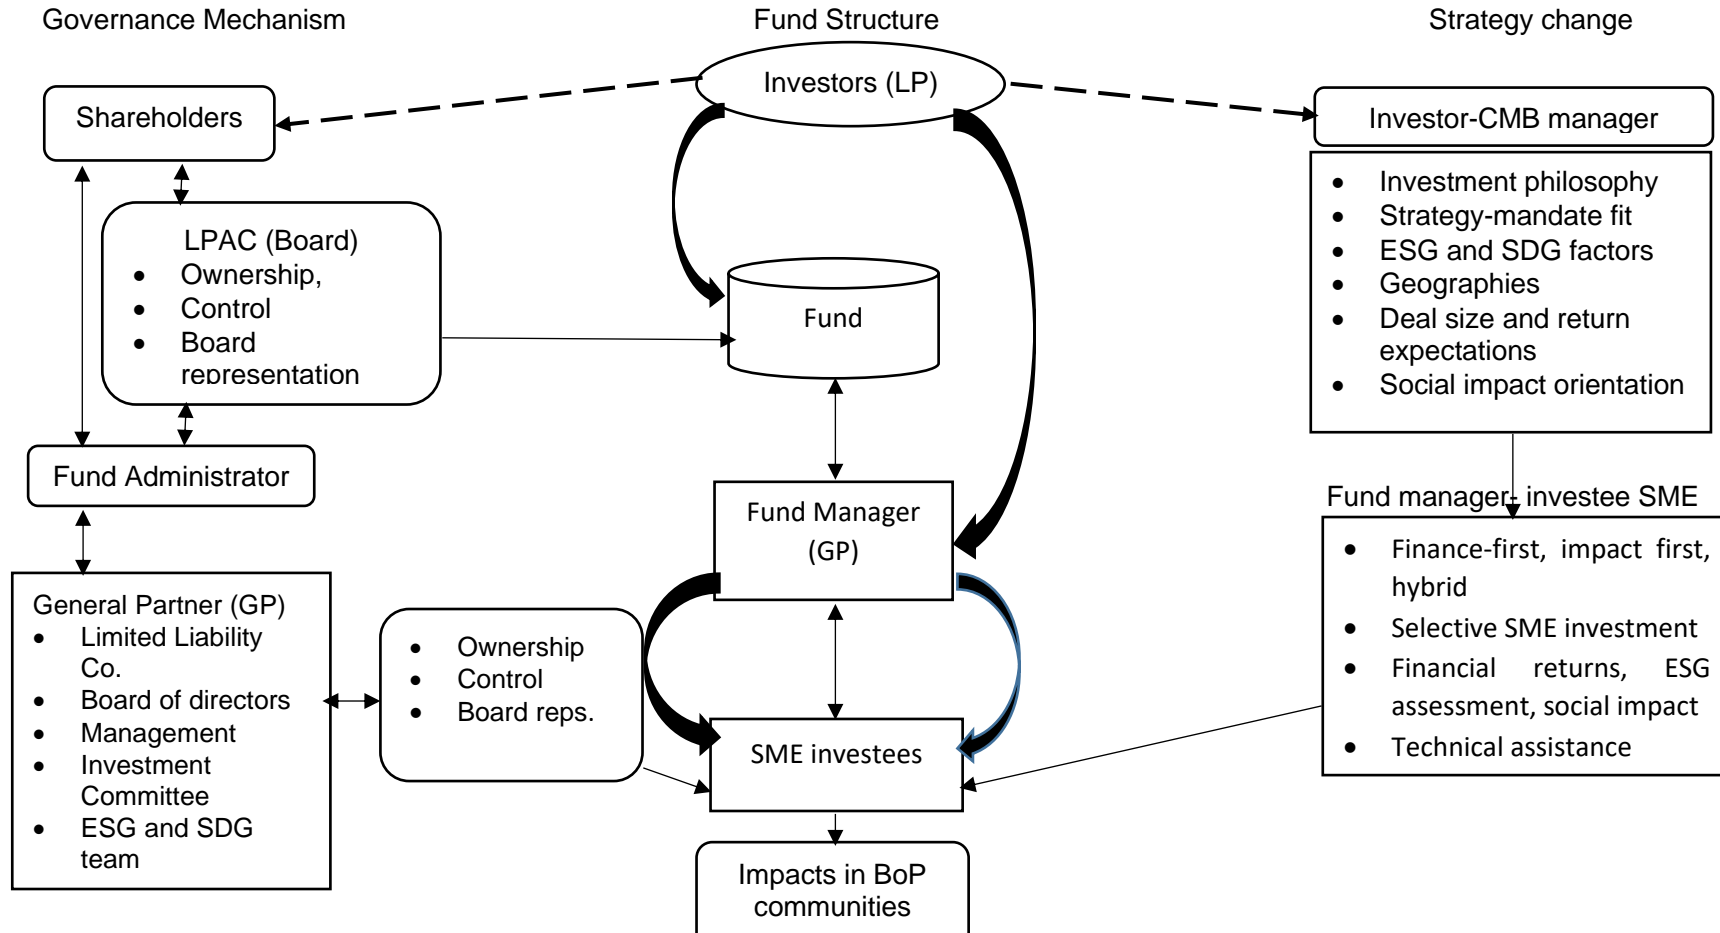 Governance Mechanism
Fund Structure
Strategy change
Investors (LP)
Shareholders
Investor-CMB manager
LPAC (Board)
• Ownership,
• Control
• Board
representation
Fund
• Investment philosophy
• Strategy-mandate fit
• ESG and SDG factors
• Geographies
• Deal size and return
expectations
• Social impact orientation
Fund Administrator
Fund Manager
(GP)
Fund manager- investee SME
• Finance-first, impact first,
hybrid
• Selective SME investment
• Financial returns, ESG
assessment, social impact
• Technical assistance
General Partner (GP)
• Limited Liability
Co.
• Board of directors
• Management
• Investment
Committee
• ESG and SDG
team
• Ownership
• Control
• Board reps.
SME investees
Impacts in BoP
communities